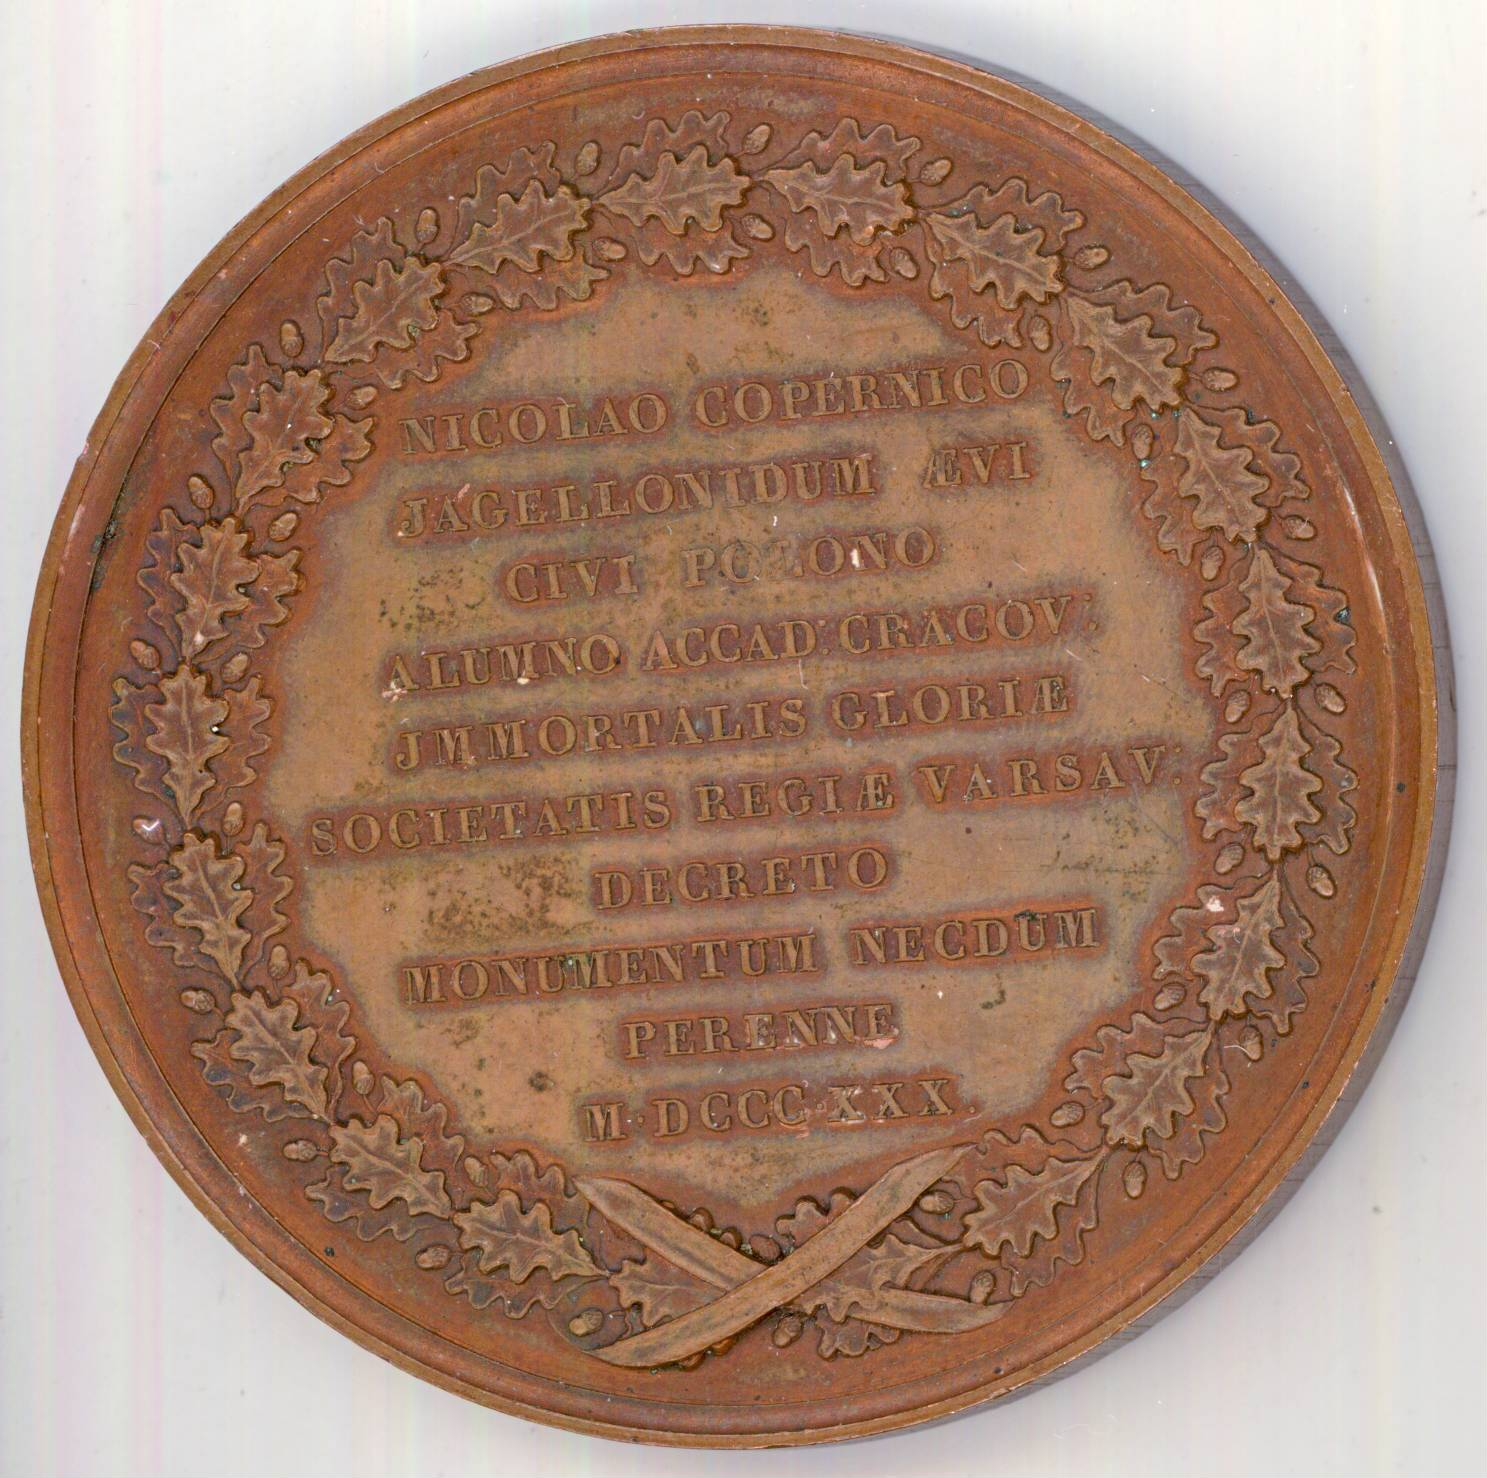 NICOLAO COPERNICO
JAGELLONIDUM ÆVI
CIVI POLONO
ALUMNO ACCAD: CRACOV:
JMMORTALIS GLORIÆ
SOCIETATIS REGIÆ VARSAV:
DECRETO
MONUMENTUM NECDUM
PERENNE
M·DCCC·XXX.